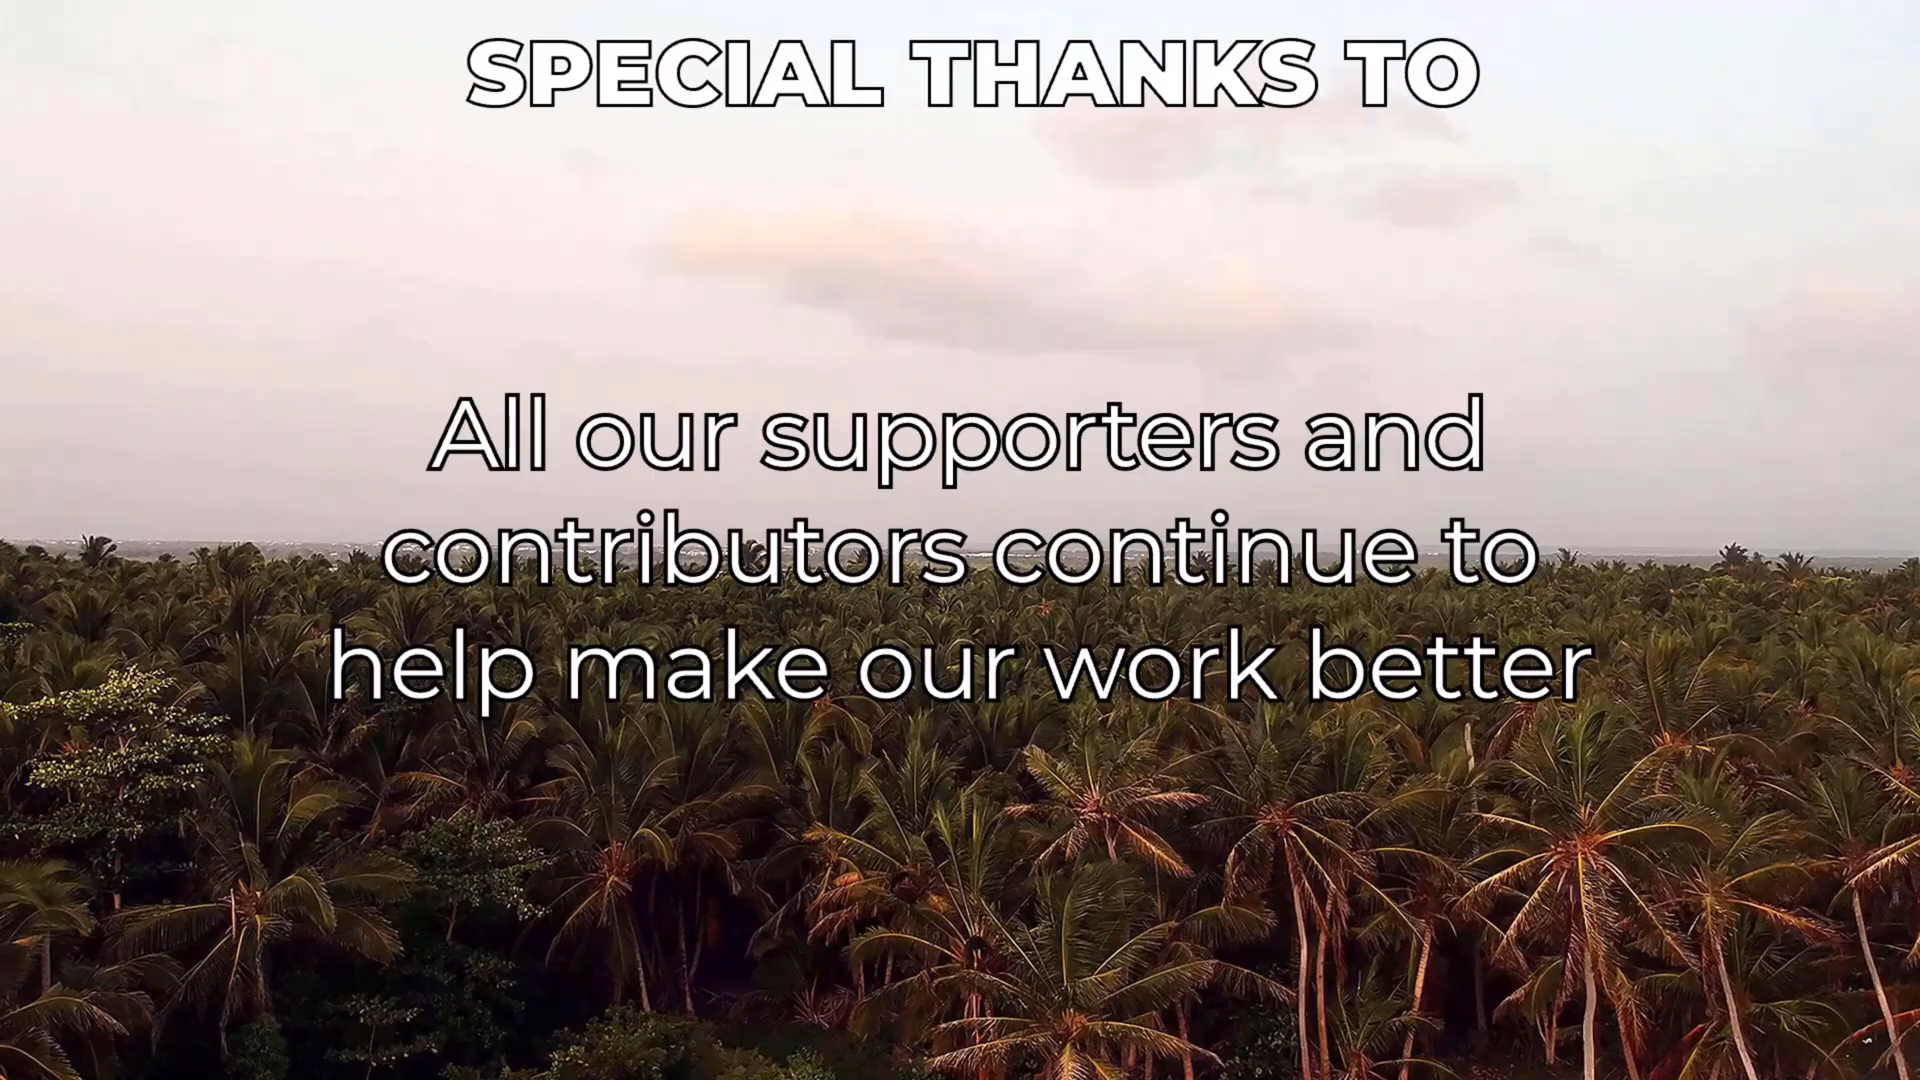 SPECIAL THANKS TO
All our supporters and
contributors continue to
help make our work better